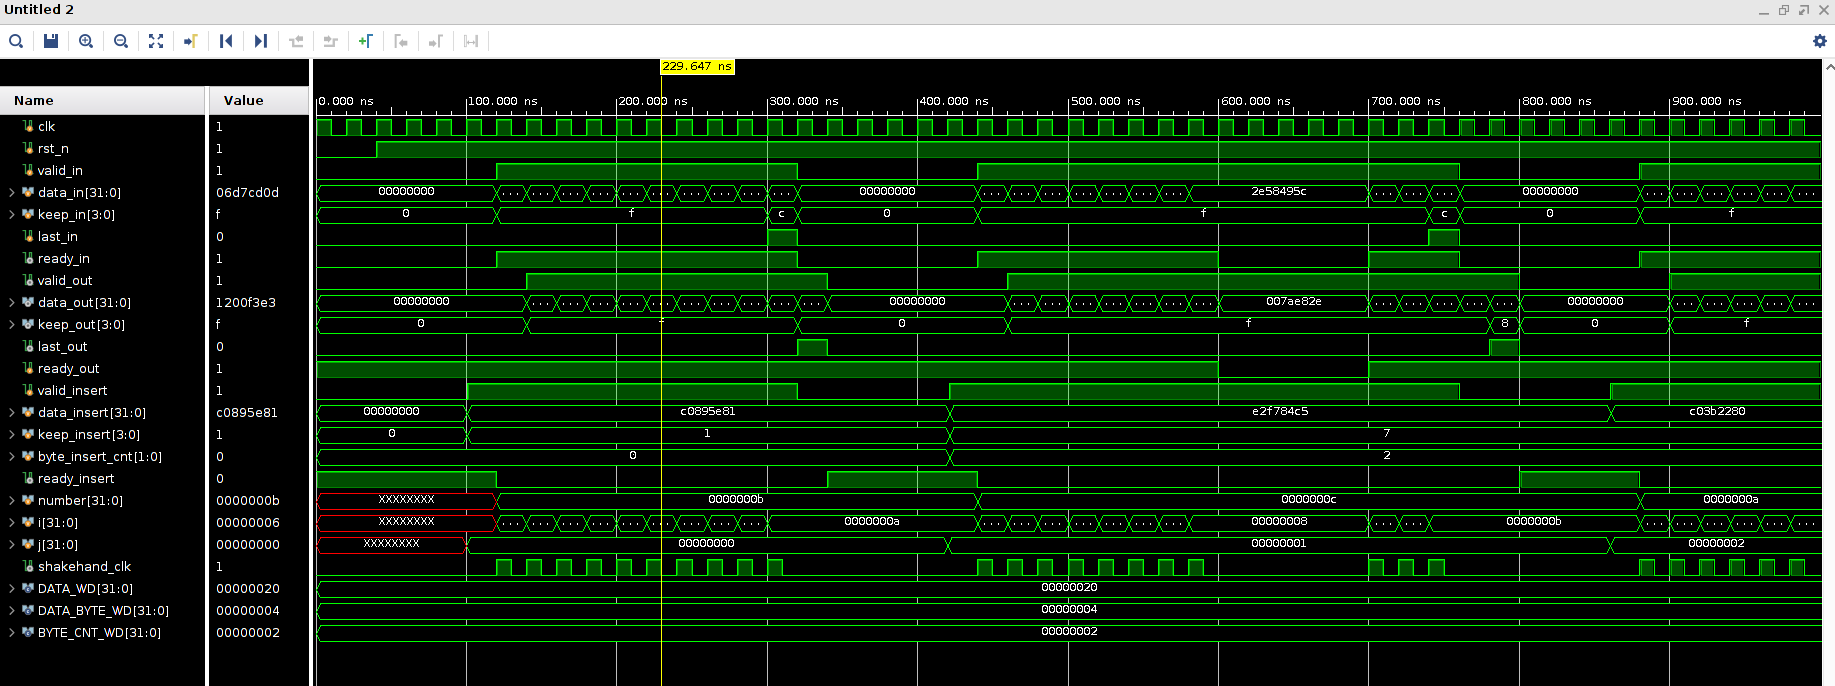 Untitled 2
229.647 ns
Name Value 0.000 ns 100.000 ns 200.000 ns 300.000 ns 400.000 ns 500.000 ns 600.000 ns 700.000 ns 800.000 ns 900.000 ns
clk 1
rst_n 1
valid_in 1
data_in[31:0] 06d7cd0d 00000000 00000000 2e58495c 00000000
keep_in[3:0] f 0 f c 0 f c 0 f
last_in 0
ready_in 1
valid_out 1
data_out[31:0] 1200f3e3 00000000 00000000 007ae82e 00000000
keep_out[3:0] f 0 f 0 f 8 0 f
last_out 0
ready_out 1
valid_insert 1
data_insert[31:0] c0895e81 00000000 c0895e81 e2f784c5 c03b2280
keep_insert[3:0] 1 0 1 7
byte_insert_cnt[1:0] 0 0 2
ready_insert 0
number[31:0] 0000000b XXXXXXXX 0000000b 0000000c 0000000a
i[31:0] 00000006 XXXXXXXX 0000000a 00000008 0000000b
j[31:0] 00000000 XXXXXXXX 00000000 00000001 00000002
shakehand_clk 1
DATA_WD[31:0] 00000020 00000020
DATA_BYTE_WD[31:0] 00000004 00000004
BYTE_CNT_WD[31:0] 00000002 00000002